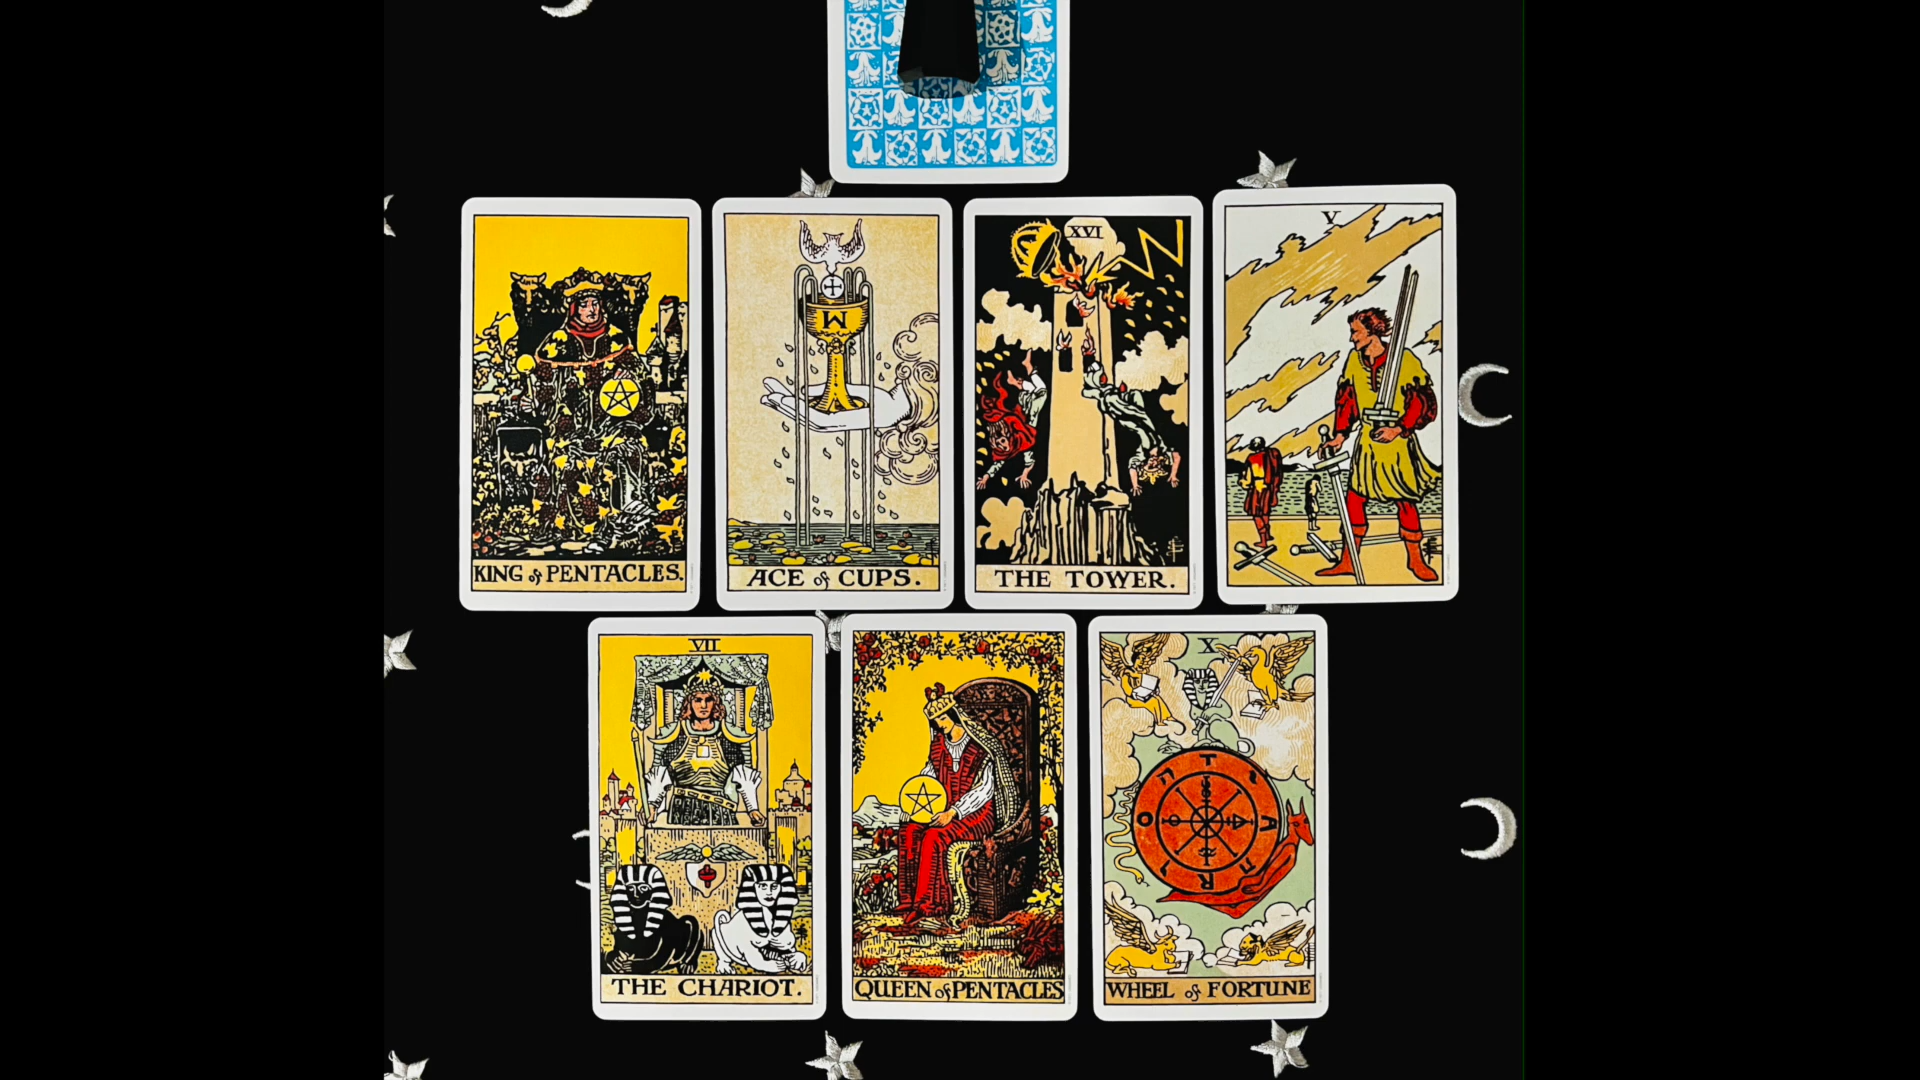 KING of PENTACLES.
W
ACE of CUPS.
XVI
THE TOWER.
V
VII
THE CHARIOT.
QUEEN of PENTACLES
X
T
A
R
O
WHEEL of FORTUNE